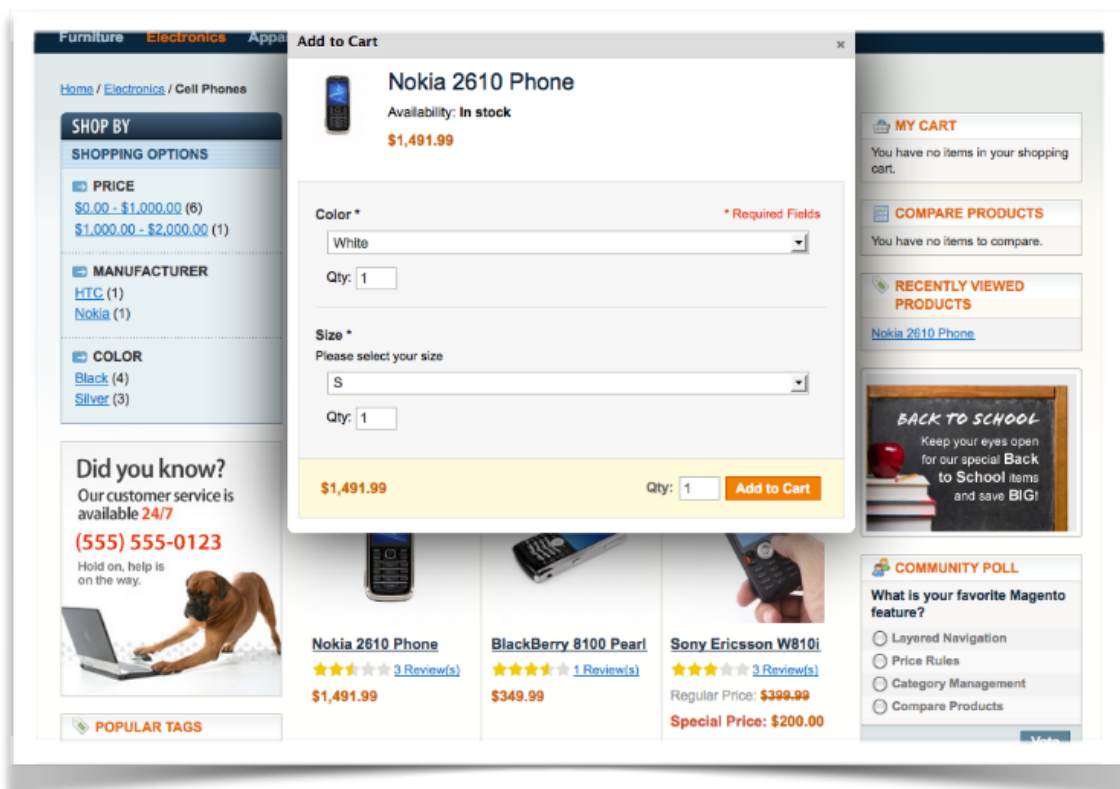 Furniture Electronics
Add to Cart
×
Home / Electronics / Cell Phones
SHOP BY
SHOPPING OPTIONS
PRICE
$0.00 - $1,000.00 (6)
$1,000.00 - $2,000.00 (1)
MANUFACTURER
HTC (1)
Nokia (1)
COLOR
Black (4)
Silver (3)
Did you know?
Our customer service is
available 24/7
(555) 555-0123
Hold on, help is
on the way.
POPULAR TAGS
Nokia 2610 Phone
Availability: In stock
$1,491.99
Color *
* Required Fields
White
Qty: 1
Size *
Please select your size
S
Qty: 1
$1,491.99
Qty: 1
Add to Cart
Nokia 2610 Phone
3 Review(s)
$1,491.99
BlackBerry 8100 Pearl
1 Review(s)
$349.99
Sony Ericsson W810i
3 Review(s)
Regular Price: $399.99
Special Price: $200.00
MY CART
You have no items in your shopping
cart.
COMPARE PRODUCTS
You have no items to compare.
RECENTLY VIEWED
PRODUCTS
Nokia 2610 Phone
BACK TO SCHOOL
Keep your eyes open
for our special Back
to School items
and save BIG!
COMMUNITY POLL
What is your favorite Magento
feature?
Layered Navigation
Price Rules
Category Management
Compare Products
Vote